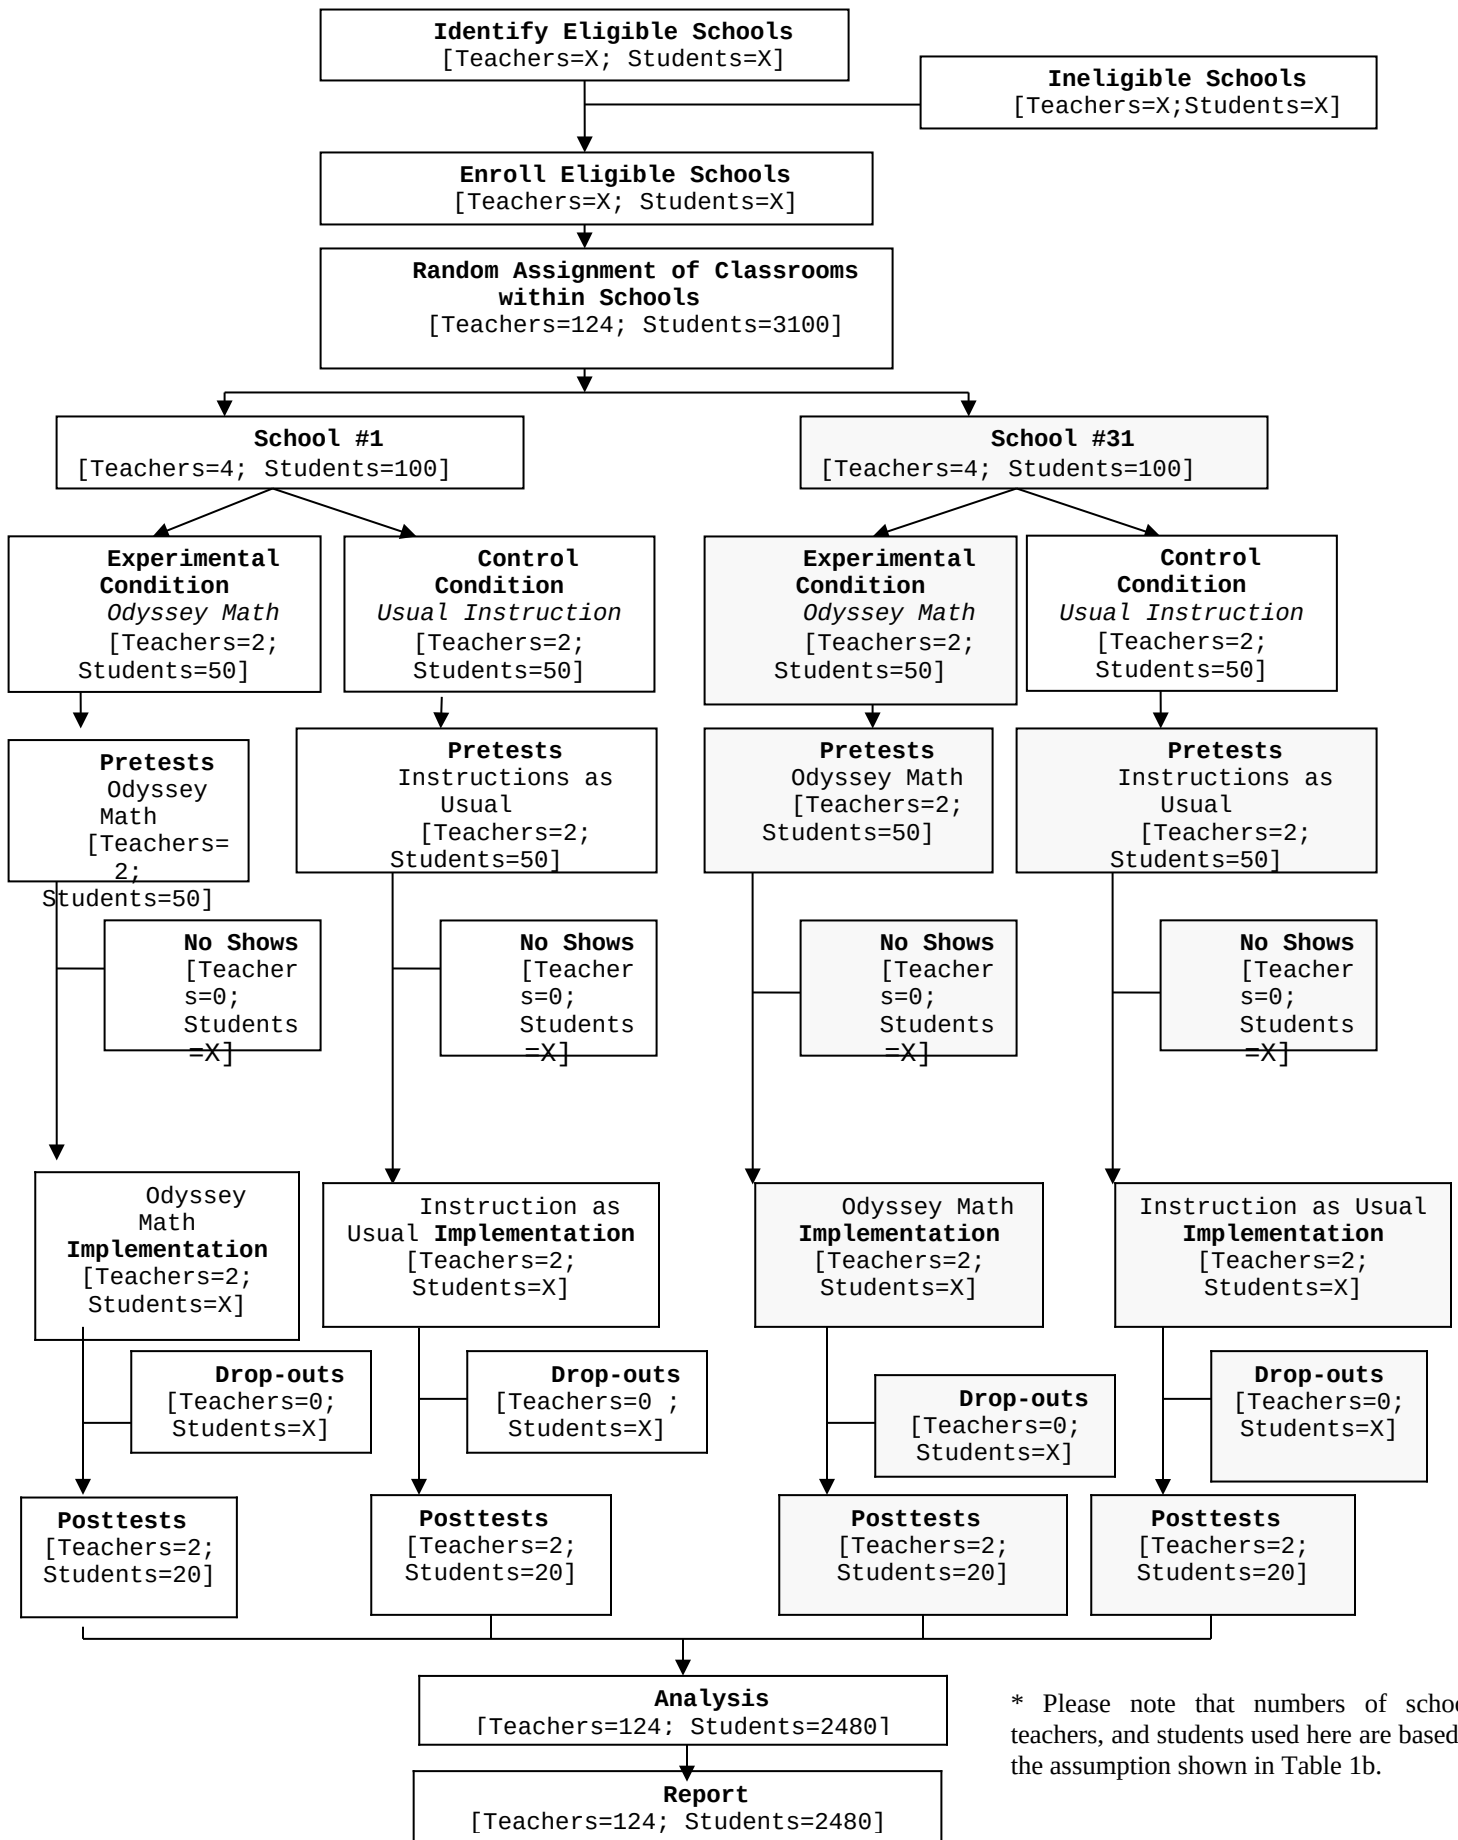 Identify Eligible Schools
[Teachers=X; Students=X]
Ineligible Schools
[Teachers=X;Students=X]
Enroll Eligible Schools
[Teachers=X; Students=X]
Random Assignment of Classrooms
within Schools
[Teachers=124; Students=3100]
School #1
[Teachers=4; Students=100]
School #31
[Teachers=4; Students=100]
Experimental
Condition
Odyssey Math
[Teachers=2;
Students=50]
Control
Condition
Usual Instruction
[Teachers=2;
Students=50]
Experimental
Condition
Odyssey Math
[Teachers=2;
Students=50]
Control
Condition
Usual Instruction
[Teachers=2;
Students=50]
Pretests
Odyssey
Math
[Teachers=
2;
Students=50]
Pretests
Instructions as
Usual
[Teachers=2;
Students=50]
Pretests
Odyssey Math
[Teachers=2;
Students=50]
Pretests
Instructions as
Usual
[Teachers=2;
Students=50]
No Shows
[Teacher
s=0;
Students
=X]
No Shows
[Teacher
s=0;
Students
=X]
No Shows
[Teacher
s=0;
Students
=X]
No Shows
[Teacher
s=0;
Students
=X]
Odyssey
Math
Implementation
[Teachers=2;
Students=X]
Instruction as
Usual Implementation
[Teachers=2;
Students=X]
Odyssey Math
Implementation
[Teachers=2;
Students=X]
Instruction as Usual
Implementation
[Teachers=2;
Students=X]
Drop-outs
[Teachers=0;
Students=X]
Drop-outs
[Teachers=0 ;
Students=X]
Drop-outs
[Teachers=0;
Students=X]
Drop-outs
[Teachers=0;
Students=X]
Posttests
[Teachers=2;
Students=20]
Posttests
[Teachers=2;
Students=20]
Posttests
[Teachers=2;
Students=20]
Posttests
[Teachers=2;
Students=20]
Analysis
[Teachers=124; Students=2480]
Report
[Teachers=124; Students=2480]
* Please note that numbers of
teachers, and students used here are based
the assumption shown in Table 1b.